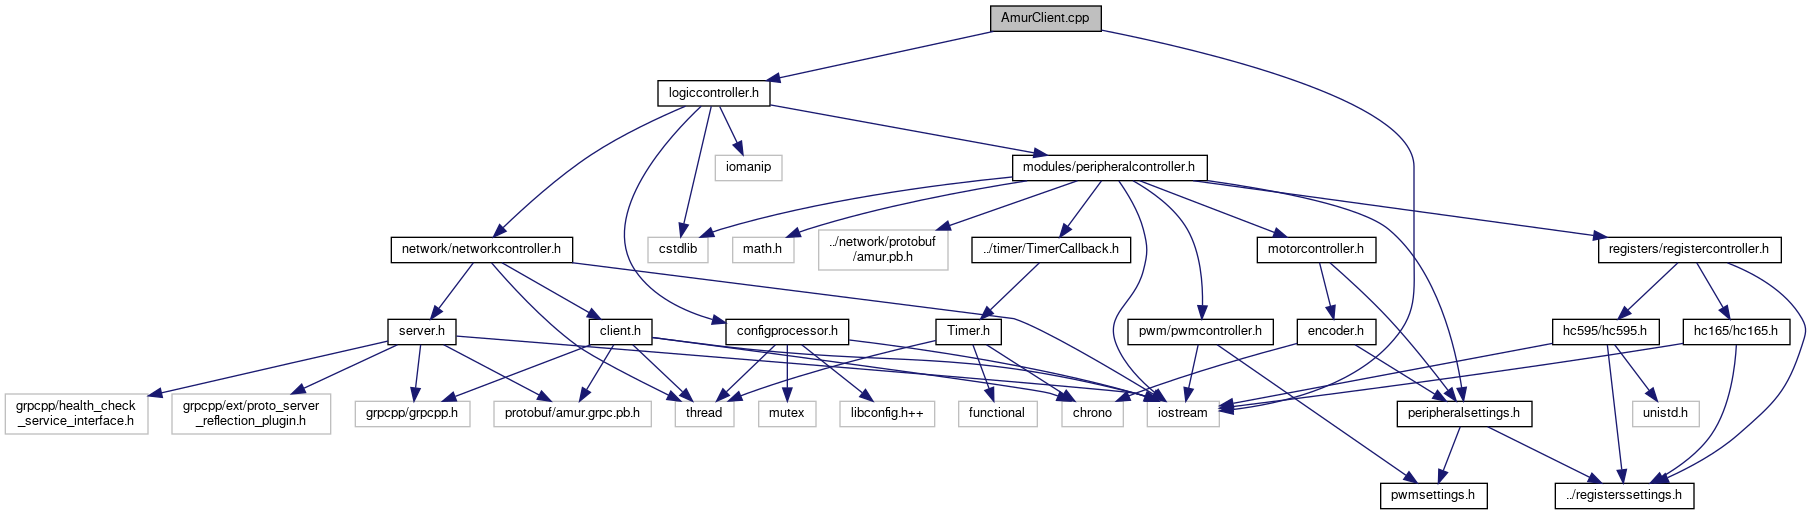 AmurClient.cpp
logiccontroller.h
iomanip
modules/peripheralcontroller.h
network/networkcontroller.h
cstdlib
math.h
../network/protobuf
/amur.pb.h
../timer/TimerCallback.h
motorcontroller.h
registers/registercontroller.h
server.h
client.h
configprocessor.h
Timer.h
pwm/pwmcontroller.h
encoder.h
hc595/hc595.h
hc165/hc165.h
grpcpp/health_check
_service_interface.h
grpcpp/ext/proto_server
_reflection_plugin.h
grpcpp/grpcpp.h
protobuf/amur.grpc.pb.h
thread
mutex
libconfig.h++
functional
chrono
iostream
peripheralsettings.h
unistd.h
pwmsettings.h
../registerssettings.h